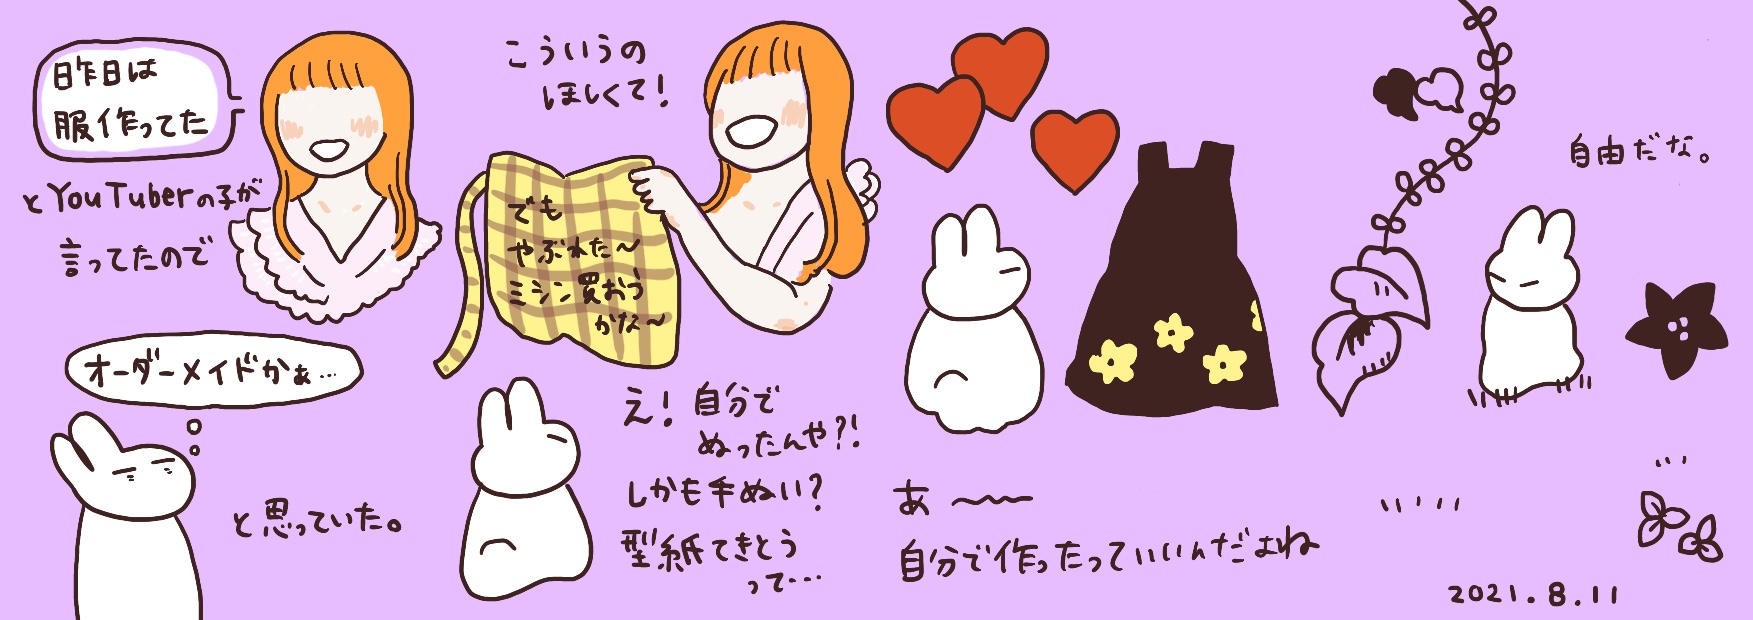 昨日は
服作ってた
とYouTuberの子が
言ってたので
オーダーメイドかぁ…
と思っていた。
こういうの
ほしくて！
でも
やぶれた〜
ミシン買おう
かな〜
え！自分で
ぬったんや?!
しかも手ぬい？
型紙てきとう
って…
あ〜
自分で作ったっていいんだよね
自由だな。
2021.8.11